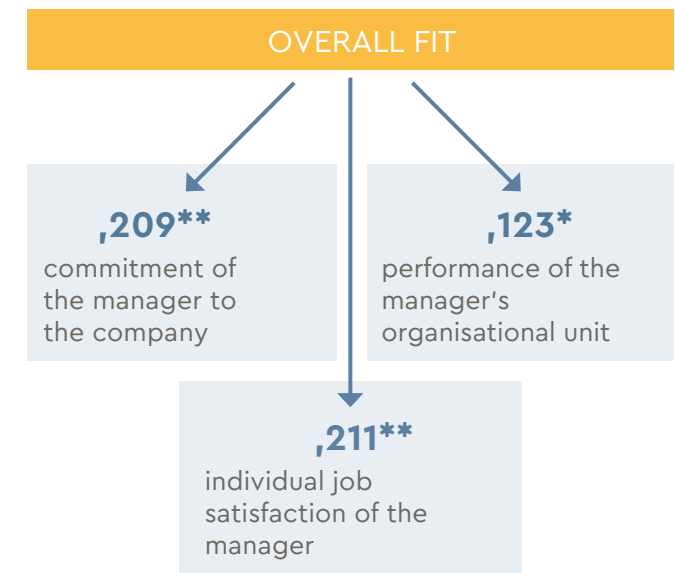 OVERALL FIT
,209**
commitment of
the manager to
the company
,123*
performance of the
manager's
organisational unit
,211**
individual job
satisfaction of the
manager